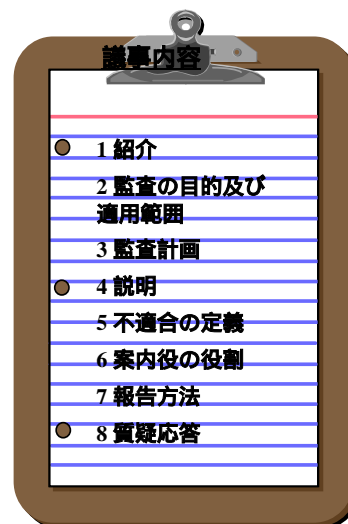 議事内容
1 紹介
2 監査の目的及び
適用範囲
3 監査計画
4 説明
5 不適合の定義
6 案内役の役割
7 報告方法
8 質疑応答